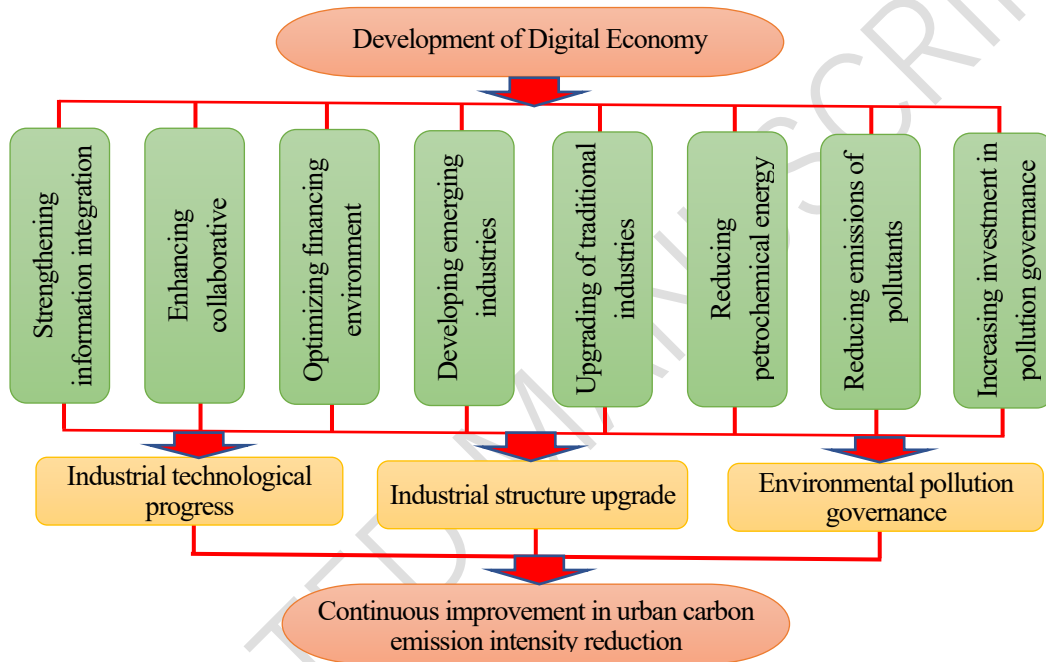 Development of Digital Economy
Strengthening
information integration
Enhancing
collaborative
Optimizing financing
environment
Developing emerging
industries
Upgrading of traditional
industries
Reducing
petrochemical energy
Reducing emissions of
pollutants
Increasing investment in
pollution governance
Industrial technological
progress
Industrial structure upgrade
Environmental pollution
governance
Continuous improvement in urban carbon
emission intensity reduction